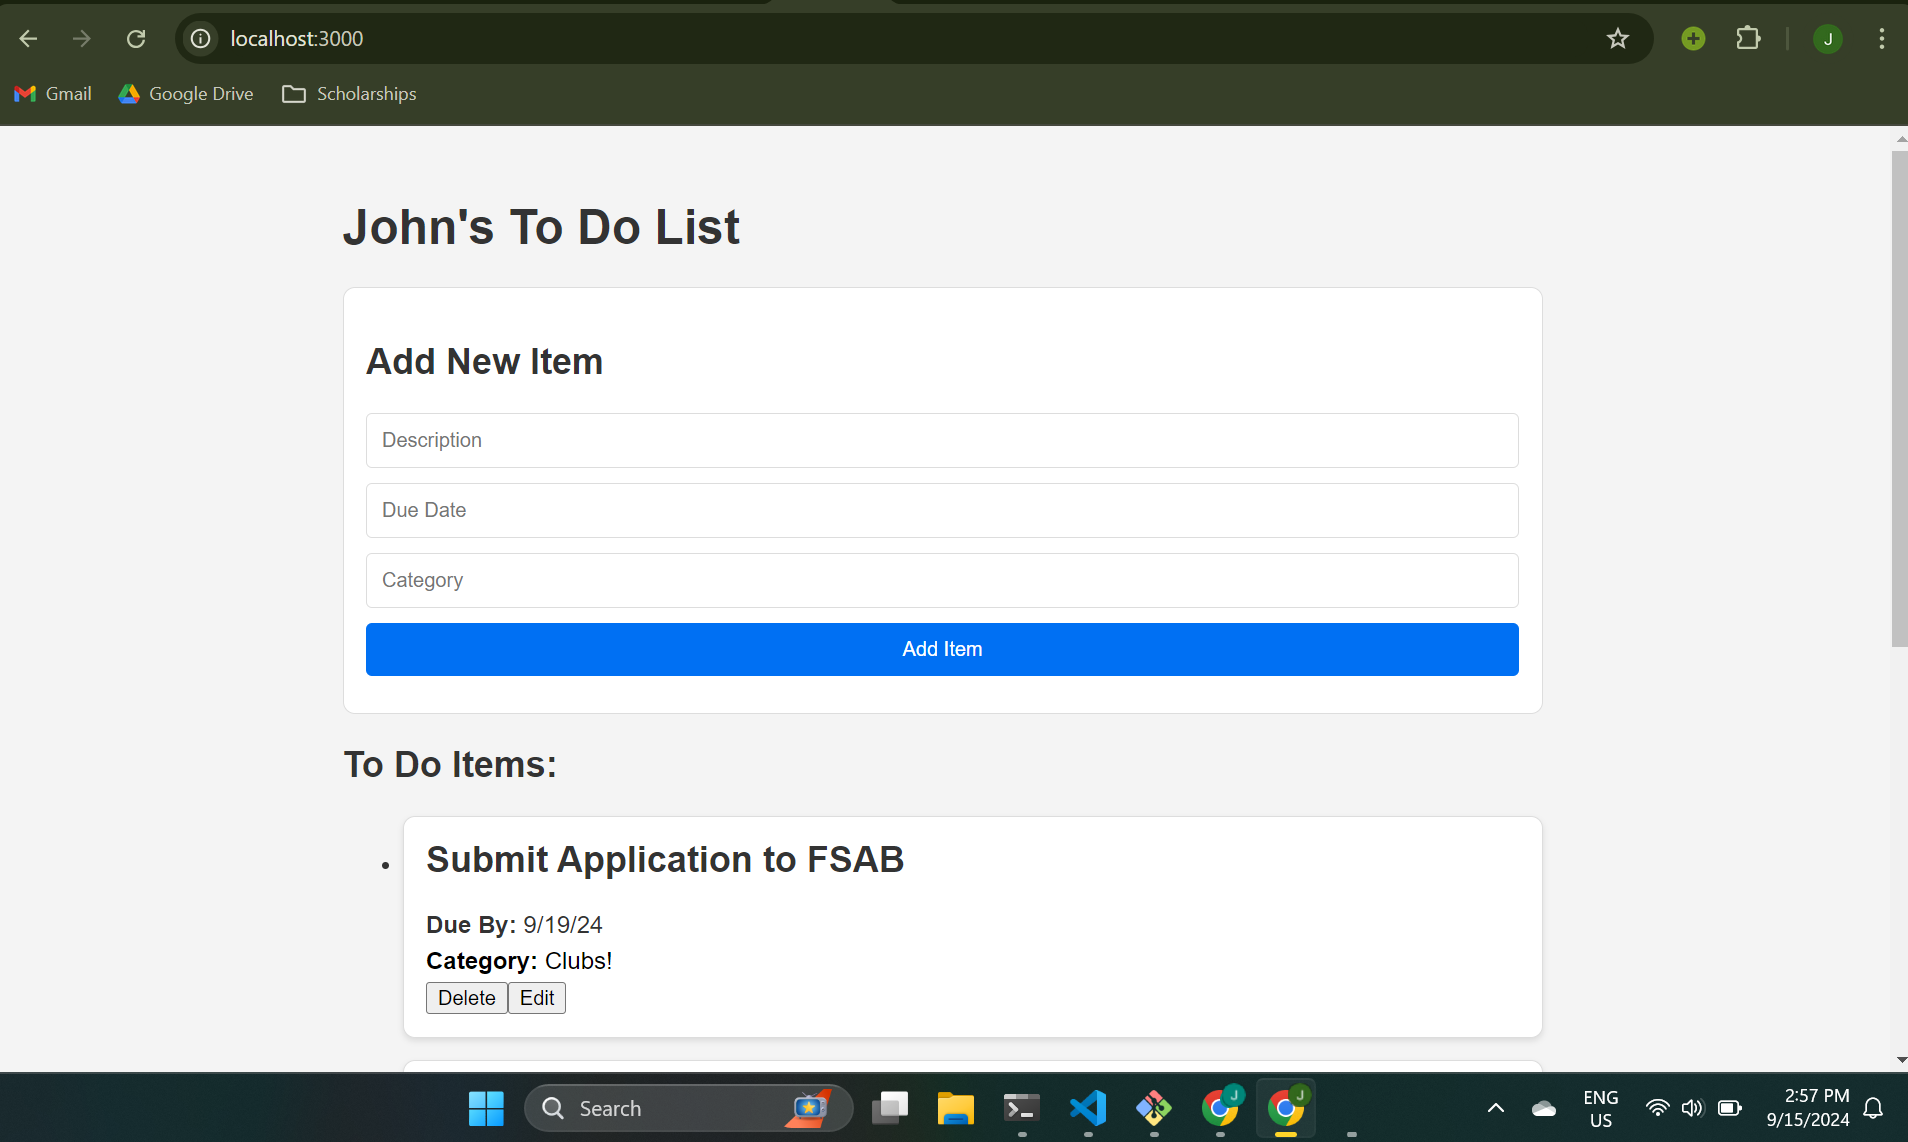 localhost:3000
J
Gmail
Google Drive
Scholarships
John's To Do List
Add New Item
Description
Due Date
Category
Add Item
To Do Items:
Submit Application to FSAB
Due By: 9/19/24
Category: Clubs!
Delete Edit
Search
J
J
ENG
US
2:57 PM
9/15/2024